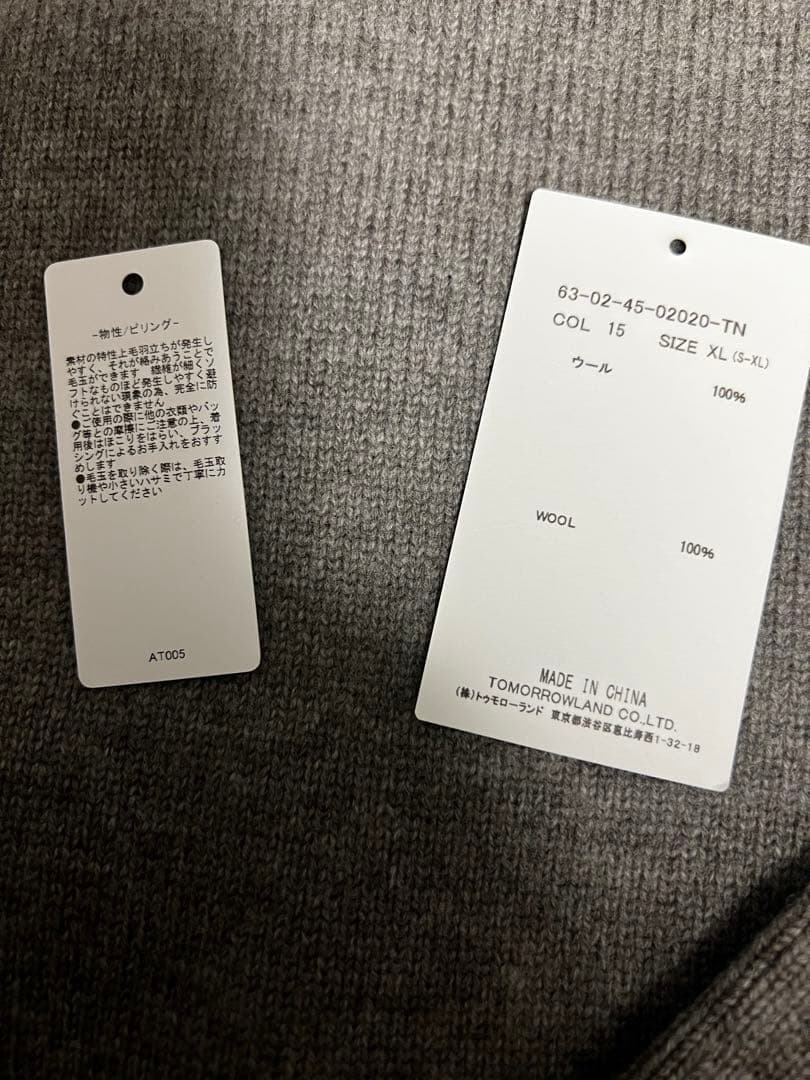 -物性/ピリング-
素材の特性上毛羽立ちが発生し
やすく、それが絡みあうことで
毛玉ができます　繊維が細くソ
フトなものほど発生しやすく避
けられない現象の為、完全に防
ぐことはできません
●ご使用の際に他の衣類やバッ
グ等との摩擦にご注意の上、着
用後はほこりをはらい、ブラッ
シングによるお手入れをおすす
めします
●毛玉を取り除く際は、毛玉取
り機や小さいハサミで丁寧にカ
ットしてください
AT005
63-02-45-02020-TN
COL 15 SIZE XL (S-XL)
ウール
100%
WOOL
100%
MADE IN CHINA
TOMORROWLAND CO.,LTD.
(株)トゥモローランド 東京都渋谷区恵比寿西1-32-18